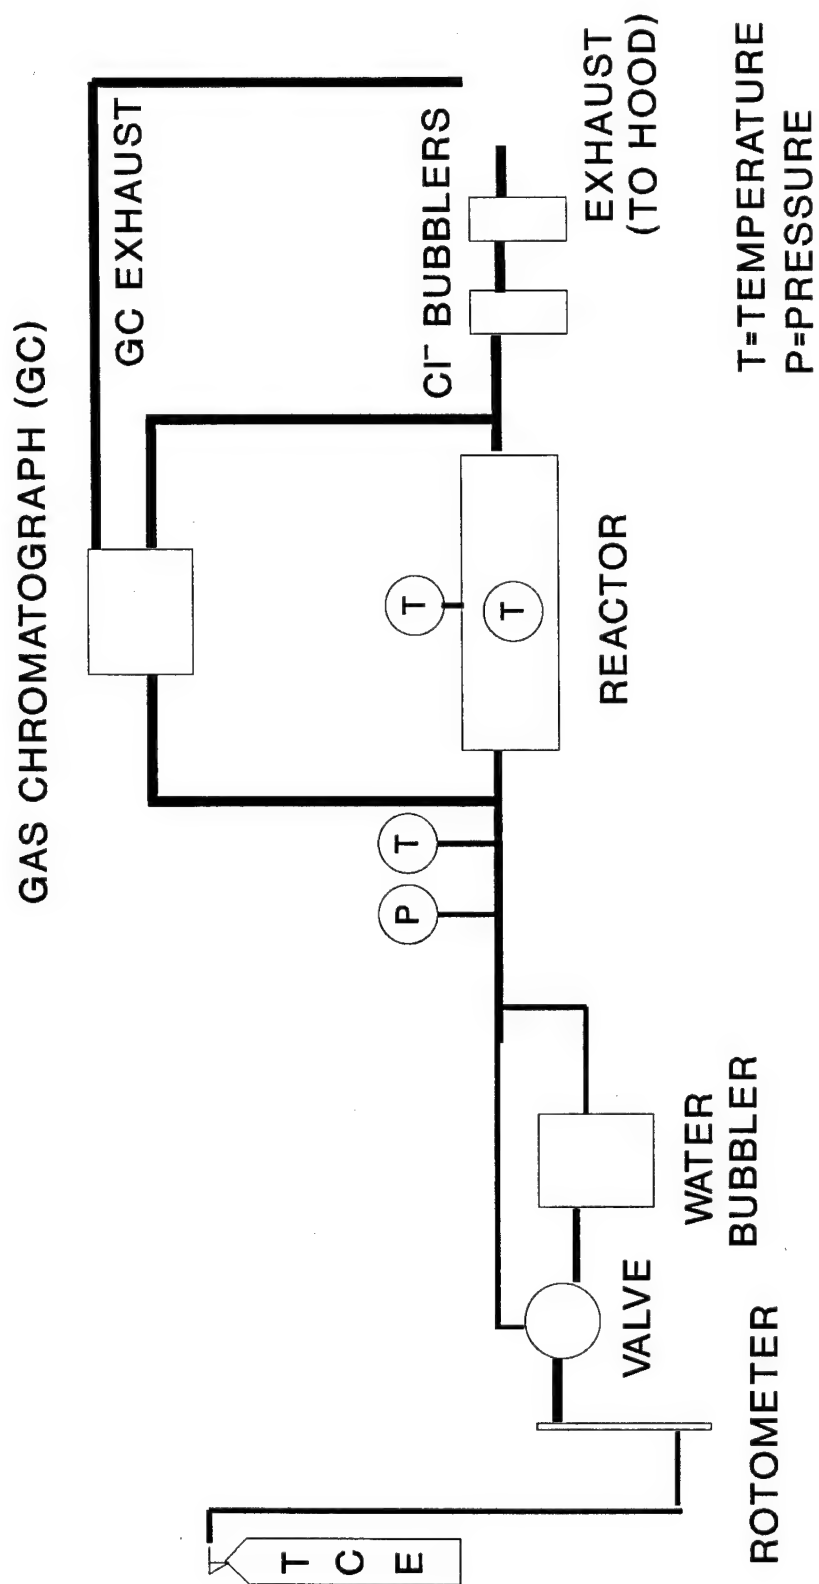 GAS CHROMATOGRAPH (GC)
GC EXHAUST
T
C
E
P
T
T
T
Cl⁻ BUBBLERS
EXHAUST
(TO HOOD)
REACTOR
VALVE
WATER
BUBBLER
ROTOMETER
T=TEMPERATURE
P=PRESSURE